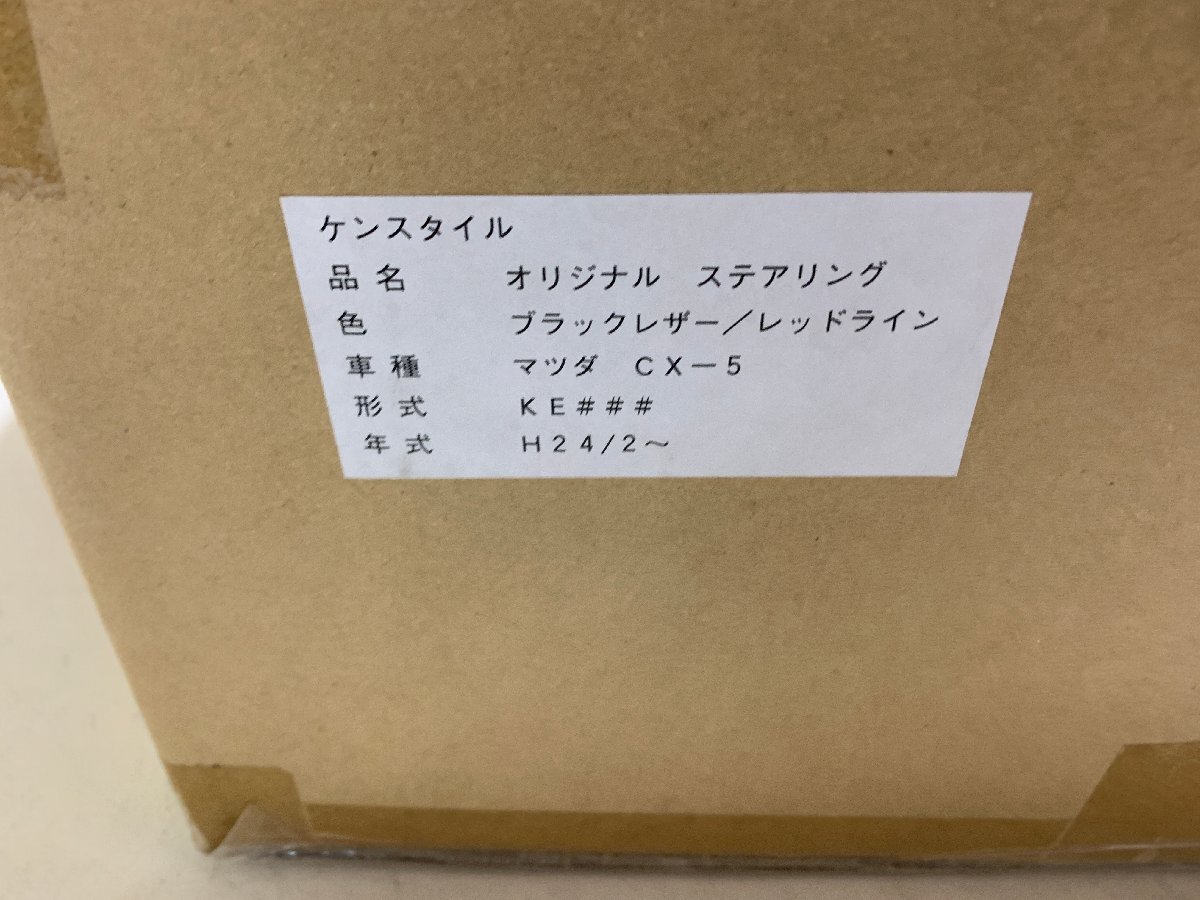 ケンスタイル
品名　オリジナル　ステアリング
色　ブラックレザー／レッドライン
車種　マツダ　ＣＸ－５
形式　ＫＥ＃＃＃
年式　Ｈ２４/２～